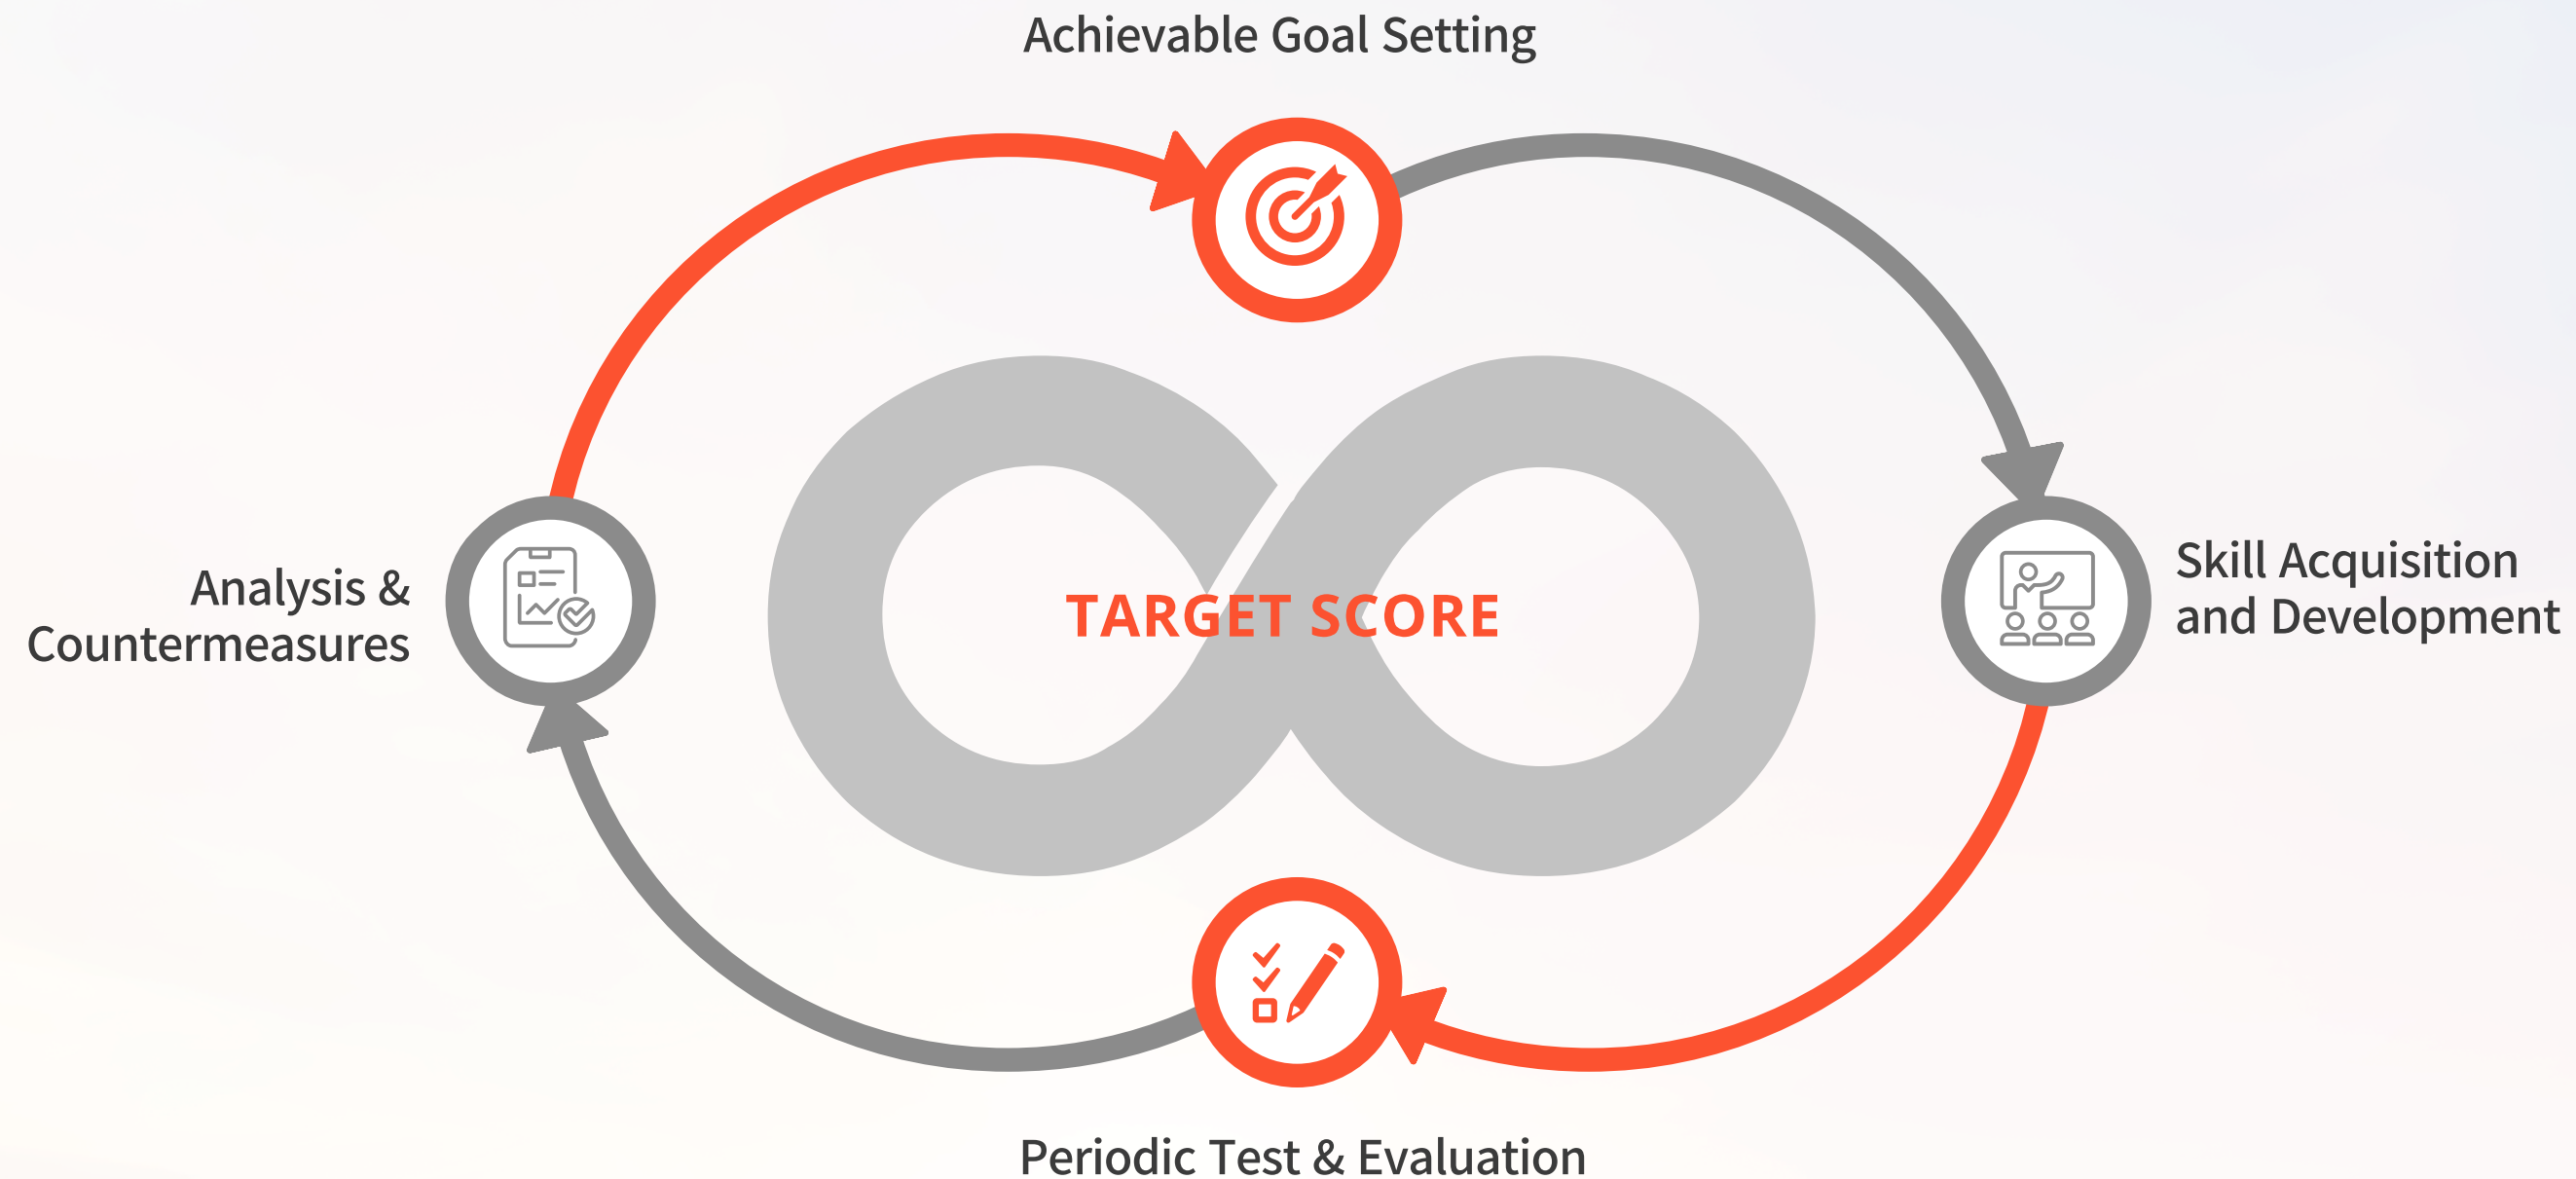 Achievable Goal Setting
Analysis &
Countermeasures
TARGET SCORE
Skill Acquisition
and Development
Periodic Test & Evaluation